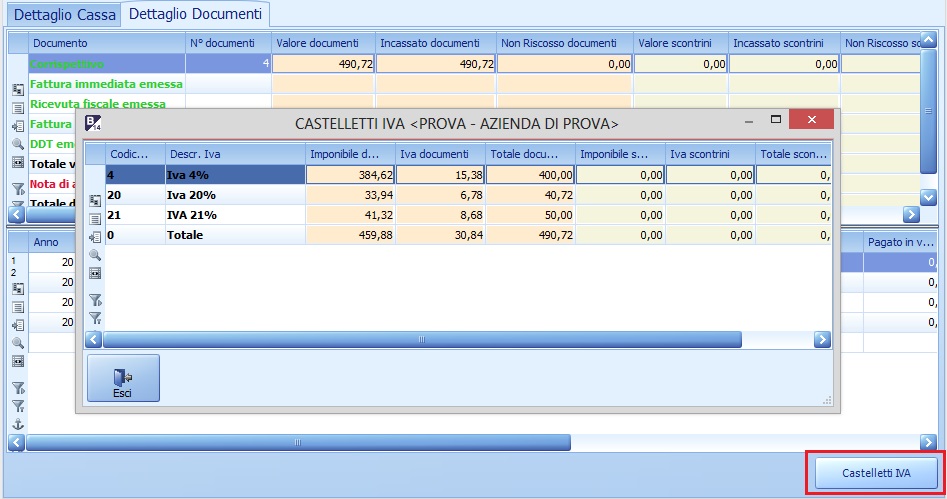 Dettaglio Cassa Dettaglio Documenti
Documento N° documenti Valore documenti Incassato documenti Non Riscosso documenti Valore scontrini Incassato scontrini Non Riscosso sc
Corrispettivo 4 490,72 490,72 0,00 0,00 0,00
Fattura immediata emessa
Ricevuta fiscale emessa
Fattura
DDT em
Totale v
Nota di a
Totale d
CASTELLETTI IVA <PROVA - AZIENDA DI PROVA>
Codic... Descr. Iva Imponibile d... Iva documenti Totale docu... Imponibile s... Iva scontrini Totale scon...
4 Iva 4% 384,62 15,38 400,00 0,00 0,00 0,
20 Iva 20% 33,94 6,78 40,72 0,00 0,00 0,
21 IVA 21% 41,32 8,68 50,00 0,00 0,00 0,
0 Totale 459,88 30,84 490,72 0,00 0,00 0,
Esci
Anno Pagato in v...
1 20 0,
2 20 0,
20 0,
20 0,
Castelletti IVA